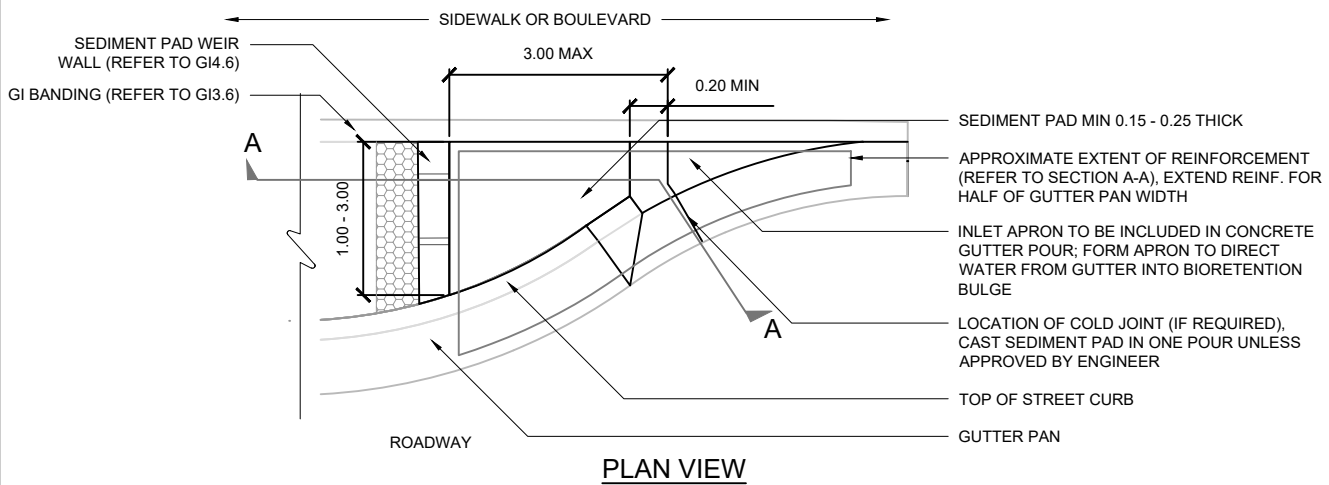 SIDEWALK OR BOULEVARD
SEDIMENT PAD WEIR
WALL (REFER TO GI4.6)
GI BANDING (REFER TO GI3.6)
3.00 MAX
0.20 MIN
A
1.00 - 3.00
SEDIMENT PAD MIN 0.15 - 0.25 THICK
APPROXIMATE EXTENT OF REINFORCEMENT
(REFER TO SECTION A-A), EXTEND REINF. FOR
HALF OF GUTTER PAN WIDTH
INLET APRON TO BE INCLUDED IN CONCRETE
GUTTER POUR; FORM APRON TO DIRECT
WATER FROM GUTTER INTO BIORETENTION
BULGE
A
LOCATION OF COLD JOINT (IF REQUIRED),
CAST SEDIMENT PAD IN ONE POUR UNLESS
APPROVED BY ENGINEER
TOP OF STREET CURB
GUTTER PAN
ROADWAY
PLAN VIEW